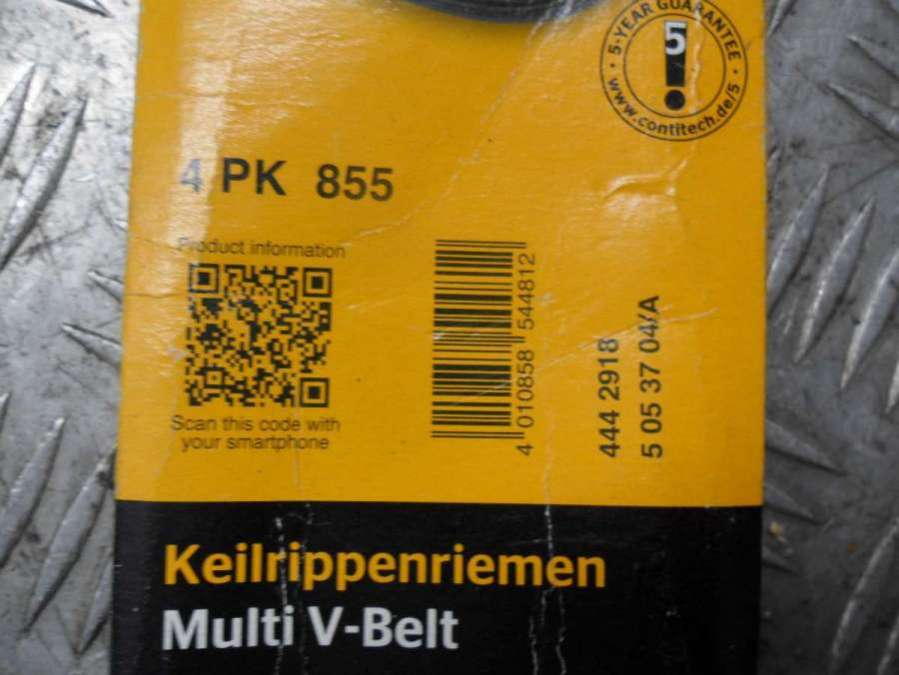 5-YEAR GUARANTEE
5
www.contitech.de/5
4 PK 855
Product information
Scan this code with
your smartphone
4 010858 544812
444 2918
5 05 37 04/A
Keilrippenriemen
Multi V-Belt